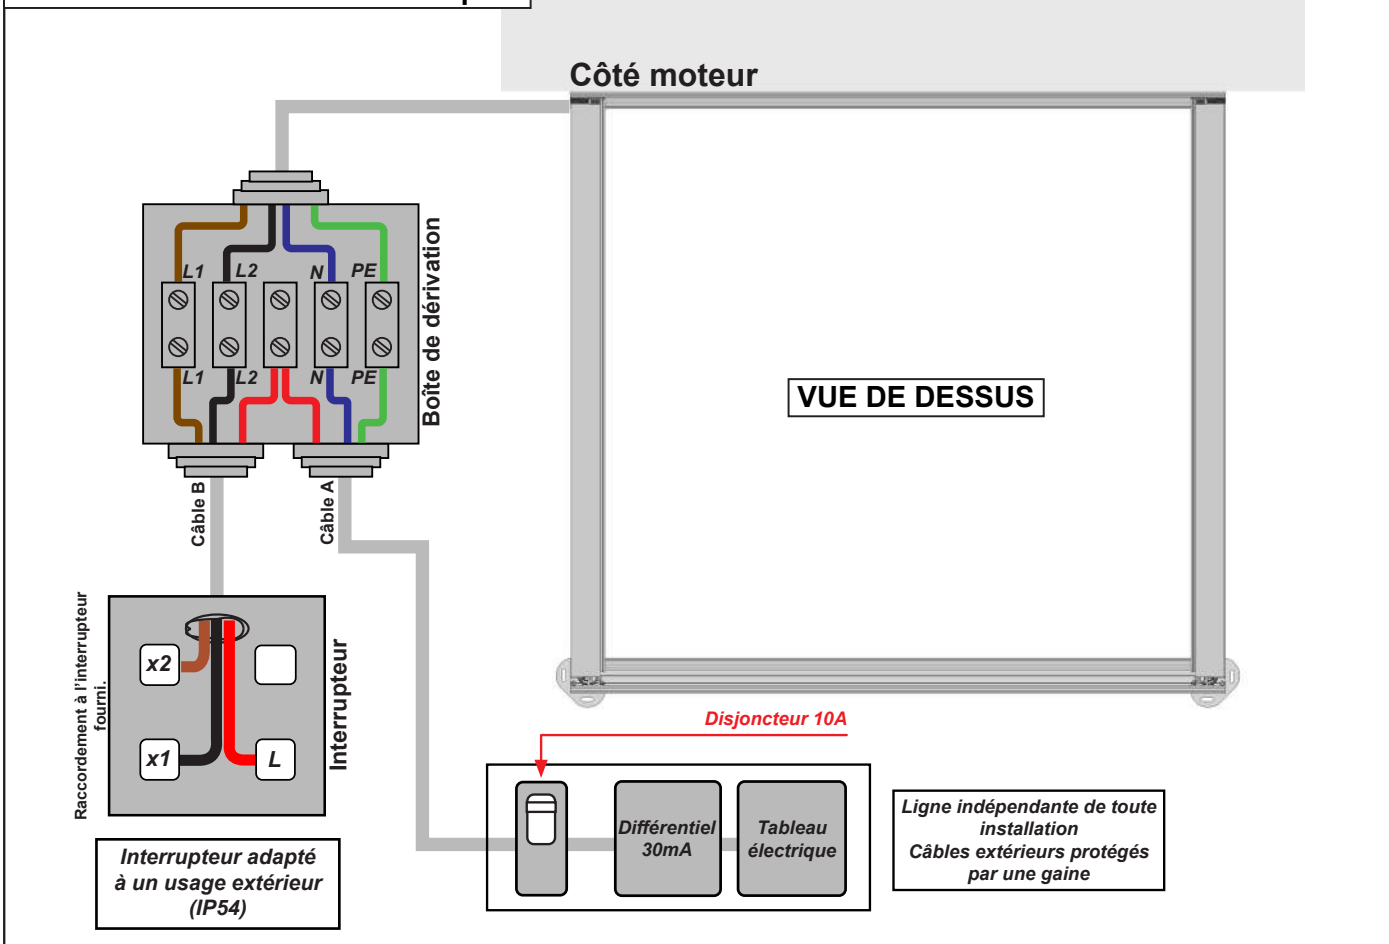 Côté moteur
L1
L2
N
PE
L1
L2
N
PE
Boîte de dérivation
VUE DE DESSUS
Câble B
Câble A
Racccordement à l'interrupteur
fourni.
x2
x1
L
Interrupteur
Disjoncteur 10A
Différentiel
30mA
Tableau
électrique
Ligne indépendante de toute
installation
Câbles extérieurs protégés
par une gaine
Interrupteur adapté
à un usage extérieur
(IP54)